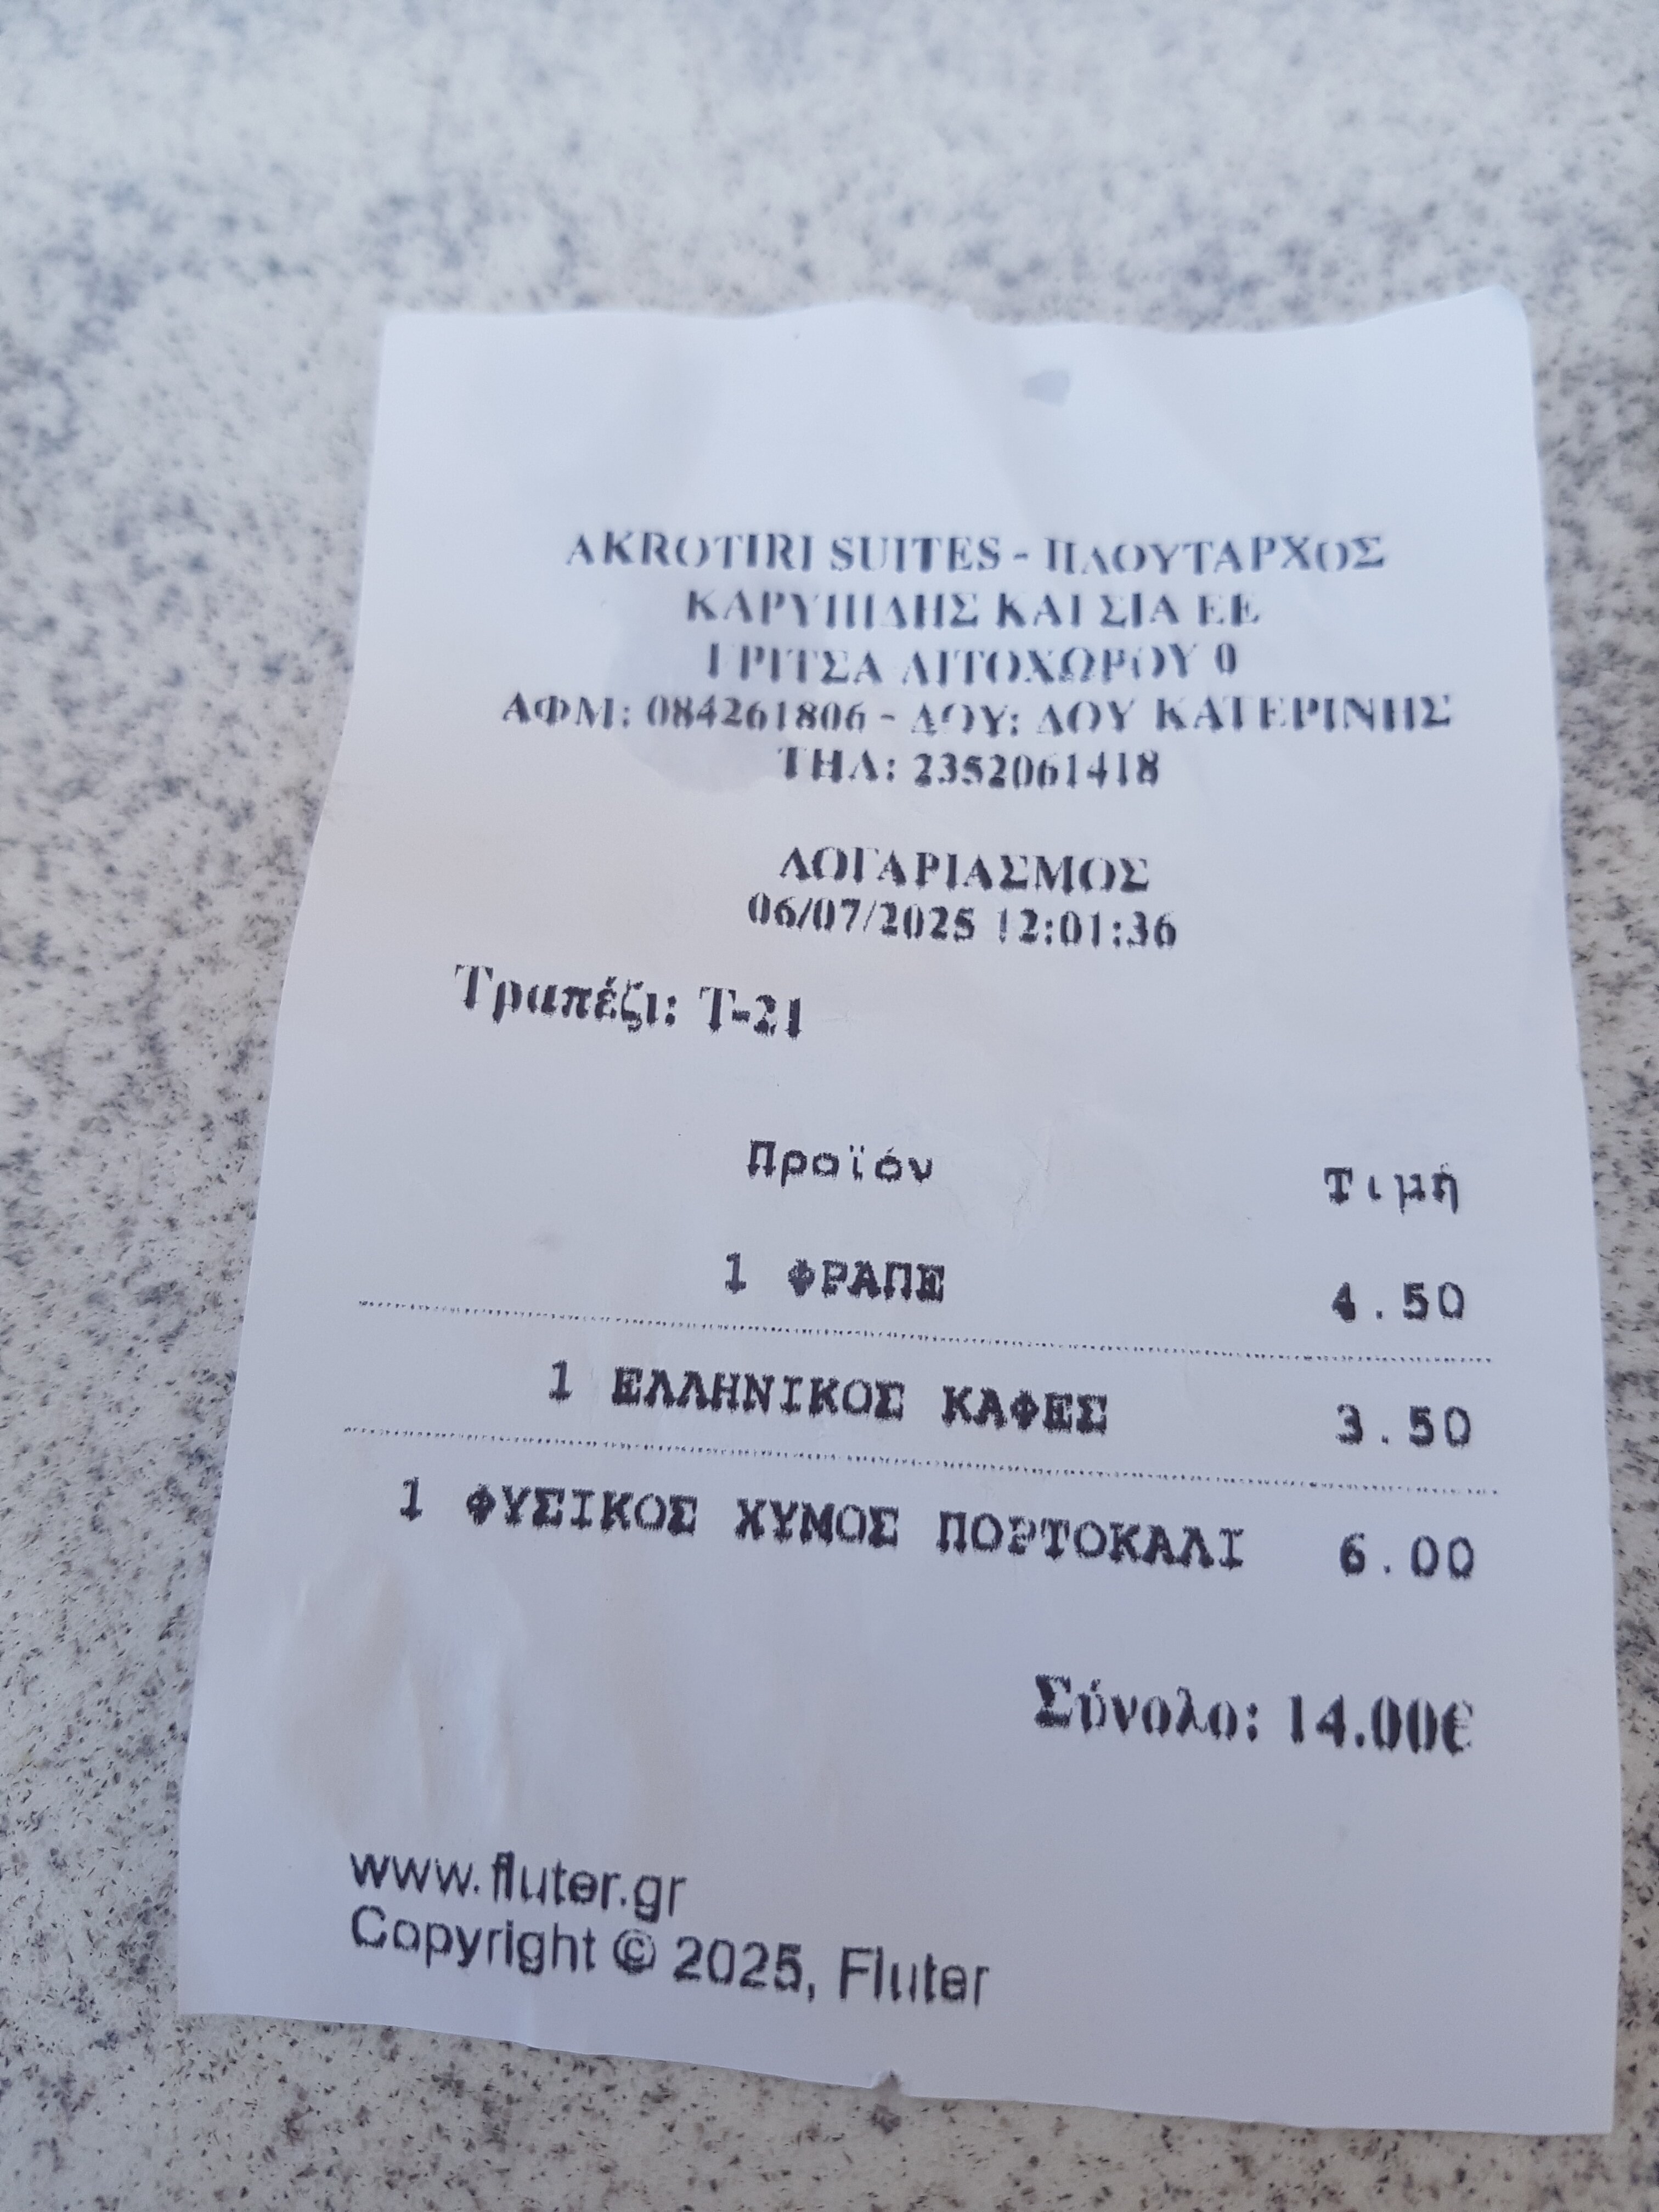 AKROTIRI SUITES - ΠΛΟΥΤΑΡΧΟΣ
ΚΑΡΥΠΙΔΗΣ ΚΑΙ ΣΙΑ ΕΕ
ΓΡΙΤΣΑ ΛΙΤΟΧΩΡΟΥ 0
ΑΦΜ: 084261806 - ΔΟΥ: ΔΟΥ ΚΑΤΕΡΙΝΗΣ
ΤΗΛ: 2352061418
ΛΟΓΑΡΙΑΣΜΟΣ
06/07/2025 12:01:36
Τραπέζι: T-21
Προϊόν Τιμή
1 ΦΡΑΠΕ 4.50
1 ΕΛΛΗΝΙΚΟΣ ΚΑΦΕΣ 3.50
1 ΦΥΣΙΚΟΣ ΧΥΜΟΣ ΠΟΡΤΟΚΑΛΙ 6.00
Σύνολο: 14.00€
www.fluter.gr
Copyright © 2025, Fluter